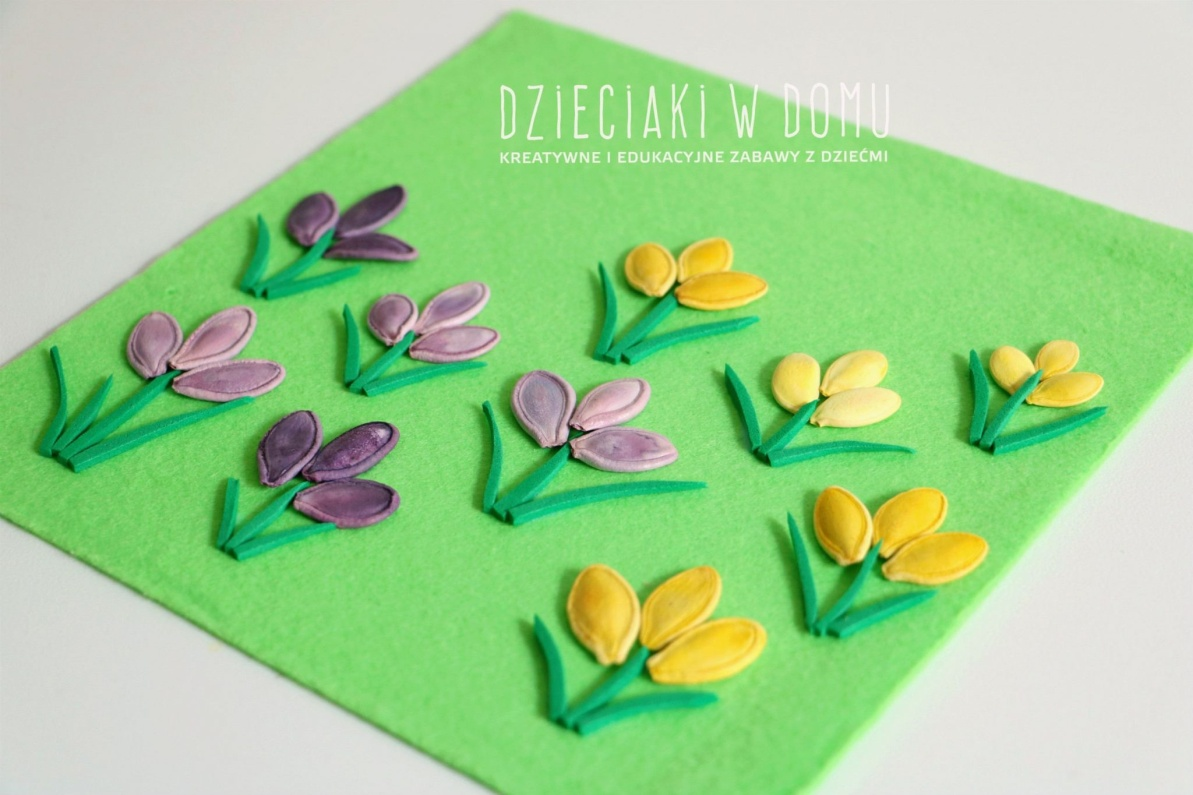 DZIECIAKI W DOMU
KREATYWNE I EDUKACYJNE ZABAWY Z DZIEĆMI